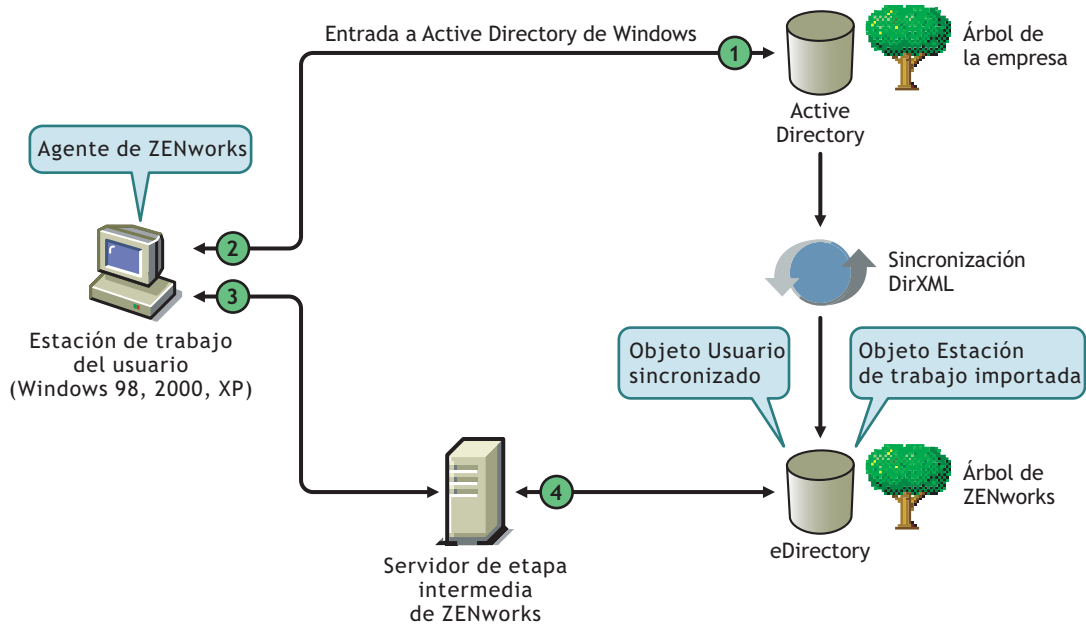 Entrada a Active Directory de Windows
1
Árbol de
la empresa
Active
Directory
Agente de ZENworks
2
3
Sincronización
DirXML
Estación de trabajo
del usuario
(Windows 98, 2000, XP)
Objeto Usuario
sincronizado
Objeto Estación
de trabajo importada
4
Árbol de
ZENworks
eDirectory
Servidor de etapa
intermedia
de ZENworks